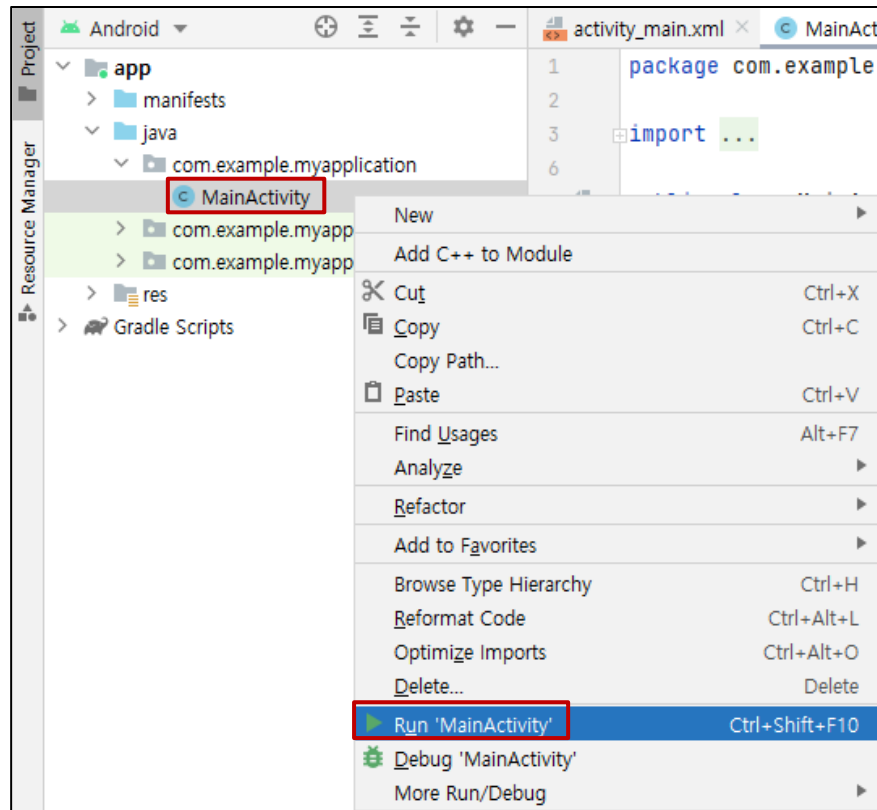 Project
Resource Manager
Android
app
manifests
java
com.example.myapplication
MainActivity
com.example.myapp
com.example.myapp
res
Gradle Scripts
activity_main.xml
C MainAct
1 package com.example
2
3 import ...
6
New
Add C++ to Module
Cut Ctrl+X
Copy Ctrl+C
Copy Path...
Paste Ctrl+V
Find Usages Alt+F7
Analyze
Refactor
Add to Favorites
Browse Type Hierarchy Ctrl+H
Reformat Code Ctrl+Alt+L
Optimize Imports Ctrl+Alt+O
Delete... Delete
Run 'MainActivity' Ctrl+Shift+F10
Debug 'MainActivity'
More Run/Debug